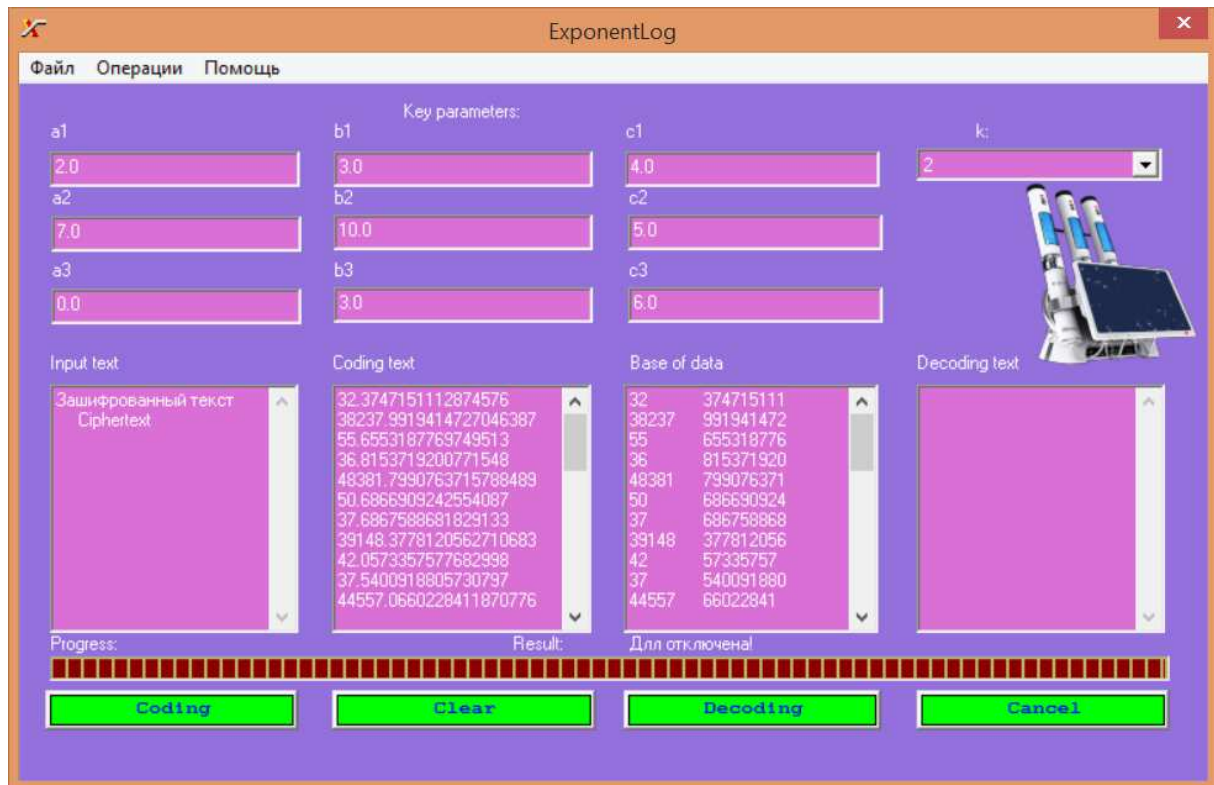 ExponentLog
Файл Операции Помощь
Key parameters:
a1 b1 c1 k:
2.0 3.0 4.0 2
a2 b2 c2
7.0 10.0 5.0
a3 b3 c3
0.0 3.0 6.0
Input text Coding text Base of data Decoding text
Зашифрованный текст
Ciphertext
32.3747151112874576
38237.9919414727046387
55.6553187769749513
36.8153719200771548
48381.7990763715788489
50.6866909242554087
37.6867588681829133
39148.3778120562710683
42.0573357577682998
37.5400918805730797
44557.0660228411870776
32 374715111
38237 991941472
55 655318776
36 815371920
48381 799076371
50 686690924
37 686758868
39148 377812056
42 57335757
37 540091880
44557 66022841
Progress: Result: Длл отключена!
Coding Clear Decoding Cancel